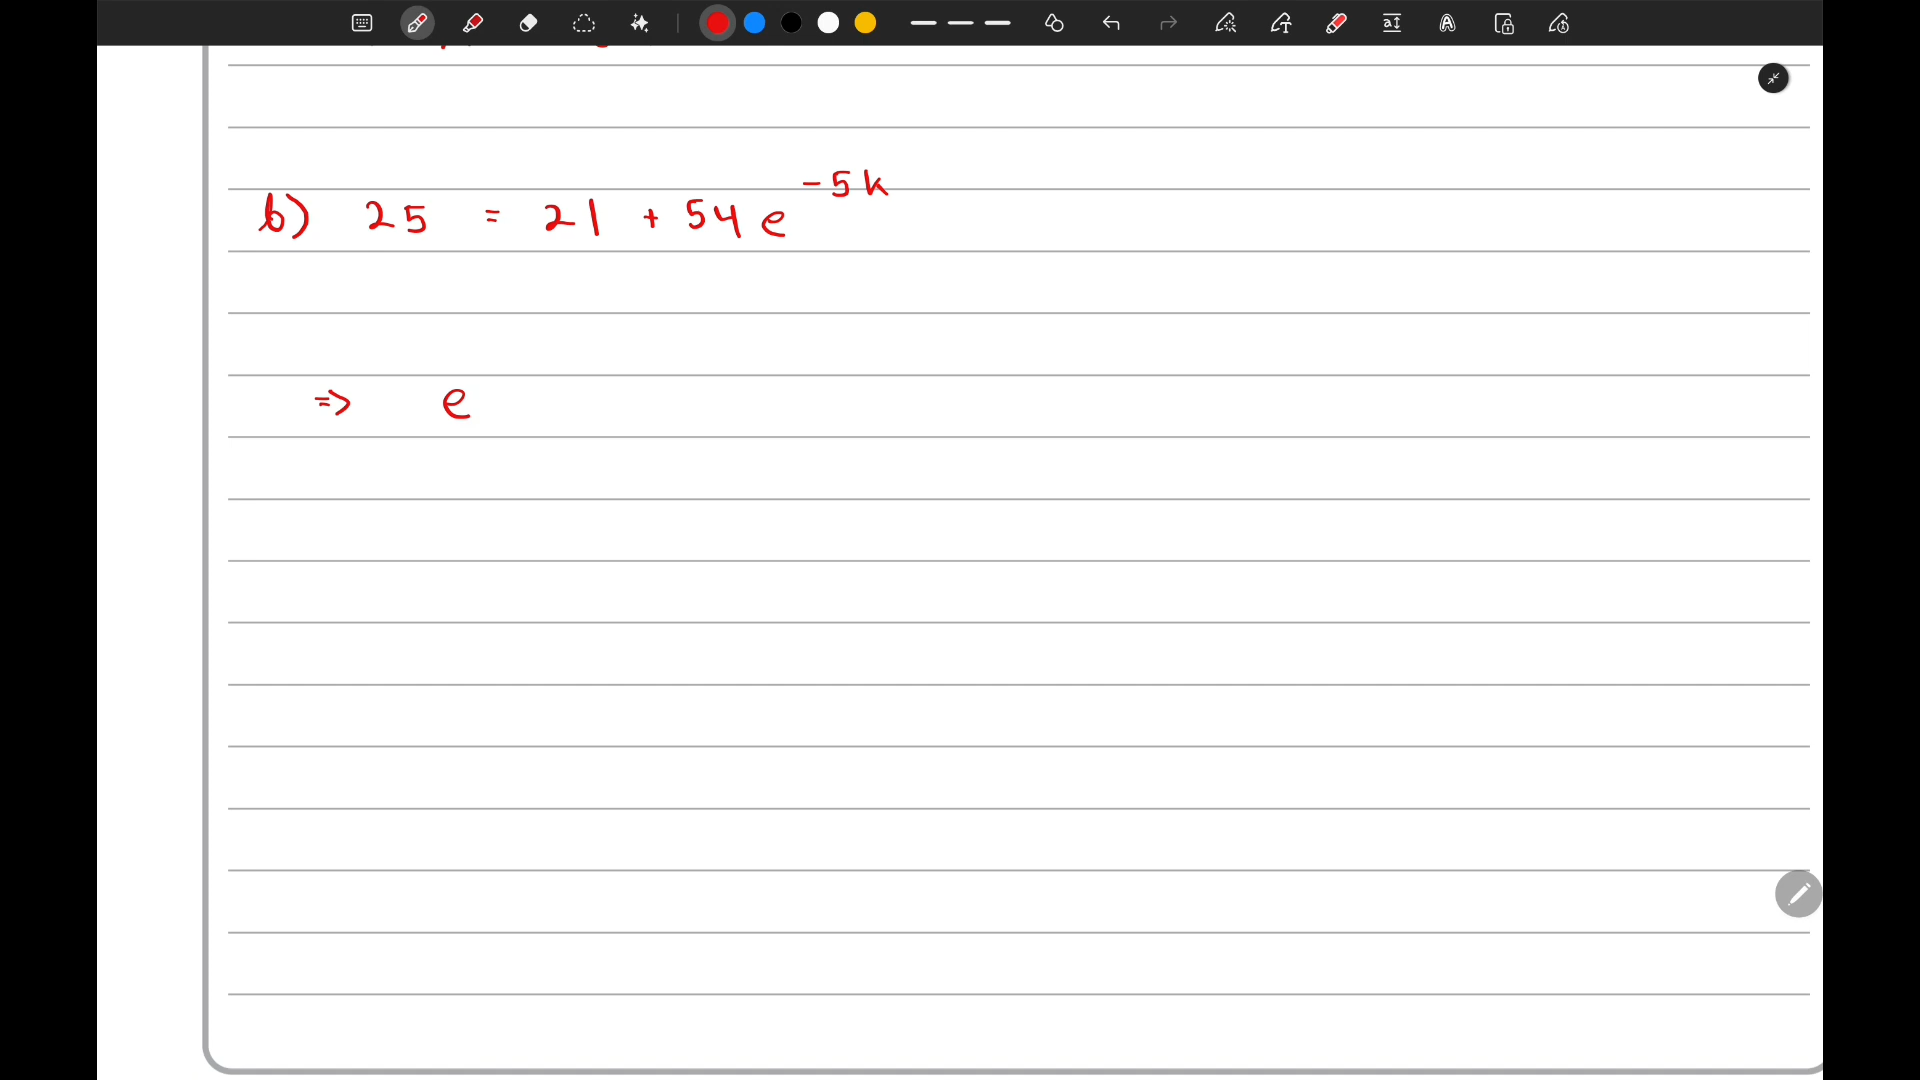 b) 25 = 21 + 54e^{-5k}
=> e